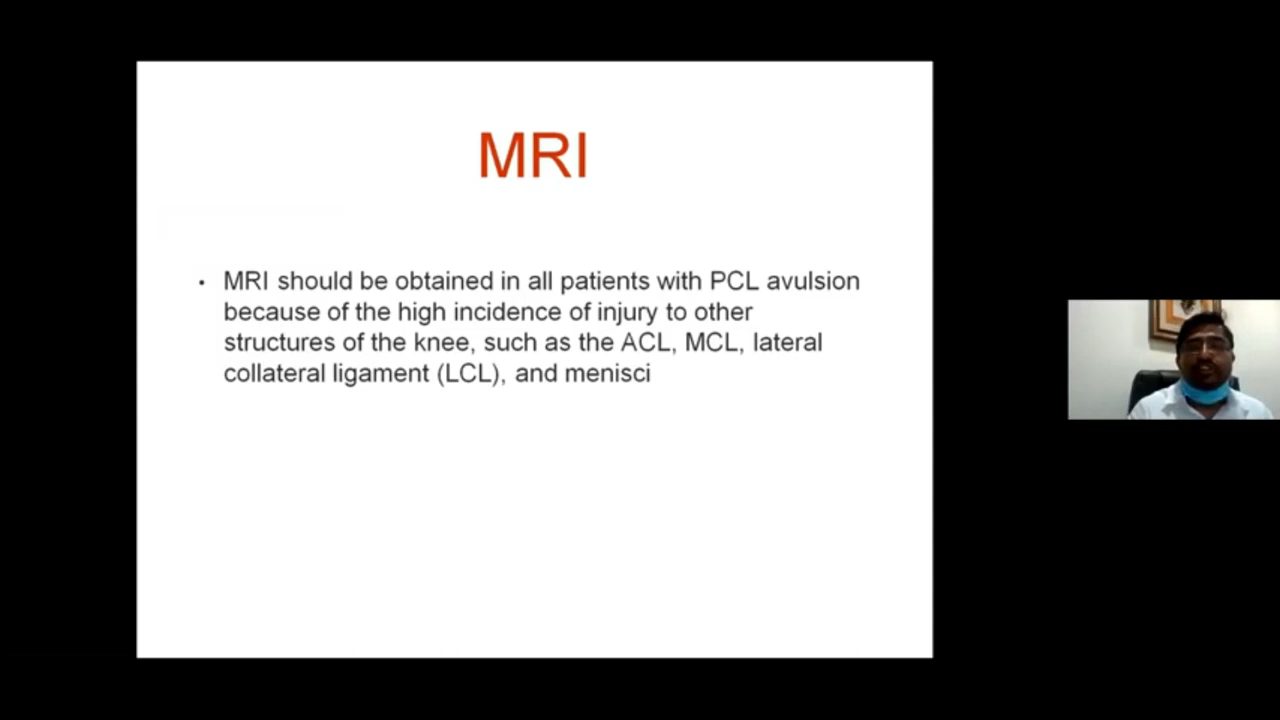 MRI
• MRI should be obtained in all patients with PCL avulsion
because of the high incidence of injury to other
structures of the knee, such as the ACL, MCL, lateral
collateral ligament (LCL), and menisci